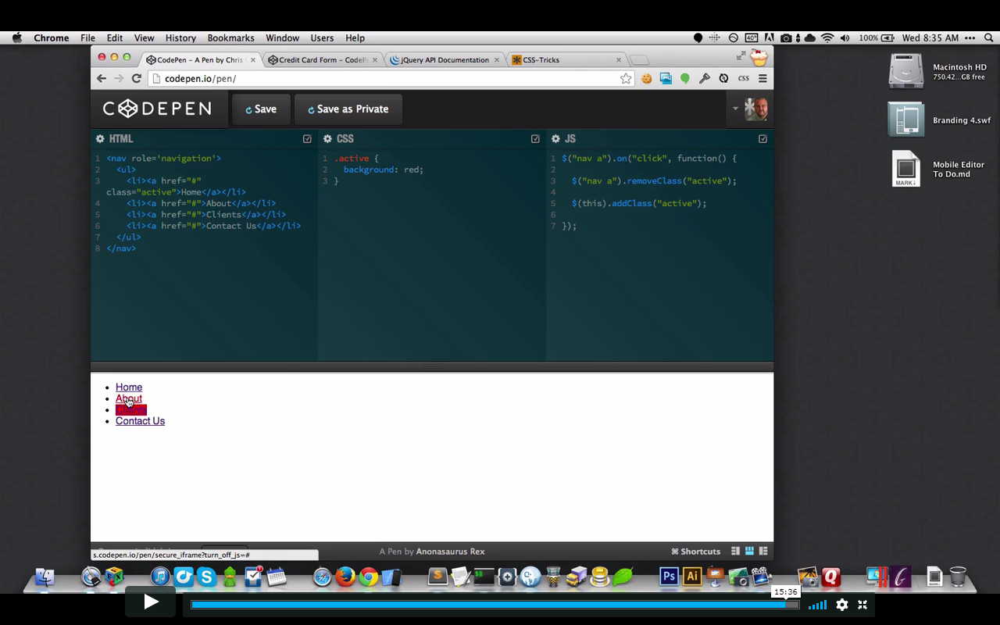 Chrome File Edit View History Bookmarks Window Users Help 40° 100% Wed 8:35 AM
CodePen - A Pen by Chris Credit Card Form - CodeP jQuery API Documentation CSS-Tricks
codepen.io/pen/ CSS
CODEPEN Save Save as Private
HTML
1 <nav role='navigation'>
2 <ul>
3 <li><a href="#"
class="active">Home</a></li>
4 <li><a href="#">About</a></li>
5 <li><a href="#">Clients</a></li>
6 <li><a href="#">Contact Us</a></li>
7 </ul>
8 </nav>
CSS
1 .active {
2 background: red;
3 }
JS
1 $("nav a").on("click", function() {
2
3 $("nav a").removeClass("active");
4
5 $(this).addClass("active");
6
7 });
Home
About
Contact Us
s.codepen.io/pen/secure_iframe?turn_off_js=#
A Pen by Anonasaurus Rex
⌘ Shortcuts
Macintosh HD
750.42...GB free
Branding 4.swf
MARK↓
Mobile Editor
To Do.md
Ps Ai
15:36